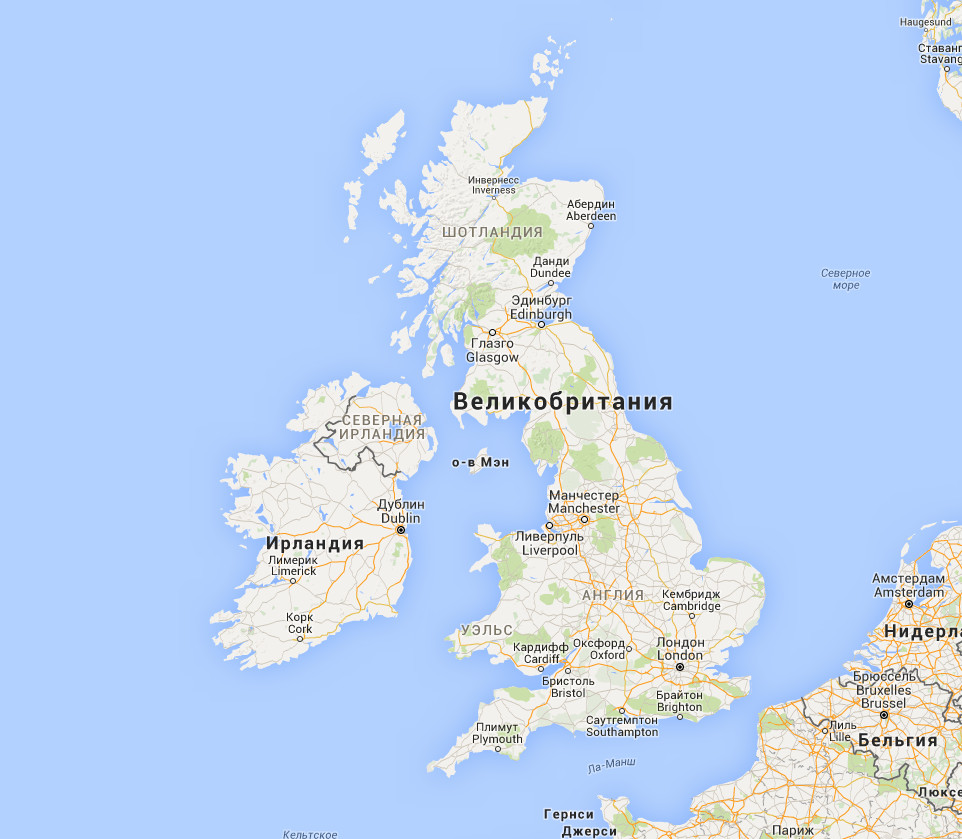 Haugesund
Ставанг
Stavang
Инвернесс
Inverness
Абердин
Aberdeen
ШОТЛАНДИЯ
Данди
Dundee
Северное
море
Эдинбург
Edinburgh
Глазго
Glasgow
Великобритания
СЕВЕРНАЯ
ИРЛАНДИЯ
о-в Мэн
Манчестер
Manchester
Дублин
Dublin
Ливерпуль
Liverpool
Ирландия
Лимерик
Limerick
Амстердам
Amsterdam
АНГЛИЯ
Кембридж
Cambridge
Корк
Cork
УЭЛЬС
Нидерла
Кардифф
Cardiff
Оксфорд
Oxford
Лондон
London
Бристоль
Bristol
Брюссель
Bruxelles
Brussel
Брайтон
Brighton
Саутгемптон
Southampton
Плимут
Plymouth
Лиль
Lille
Бельгия
Ла-Манш
Люксе
Гернси
Джерси
Париж
Кельтское